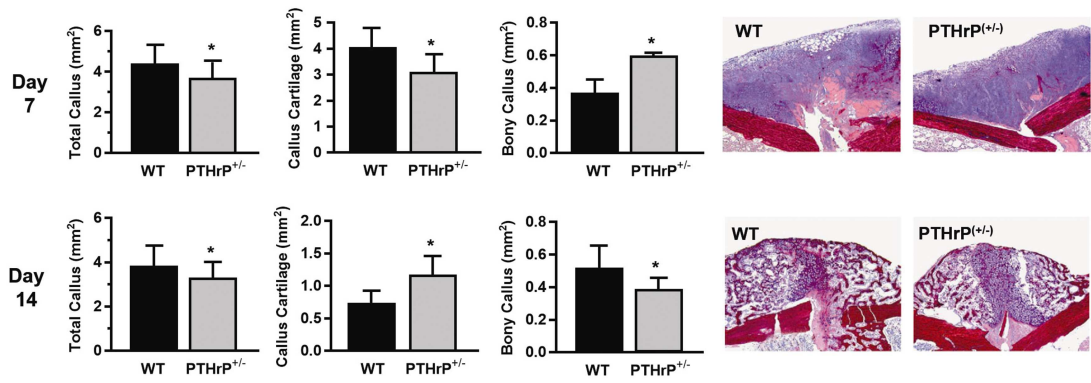 Day
7
Total Callus (mm²)
6
4
2
0
WT PTHrP+/-
*
Callus Cartilage (mm²)
5
4
3
2
1
0
WT PTHrP+/-
*
Bony Callus (mm²)
0.8
0.6
0.4
0.2
0.0
WT PTHrP+/-
*
WT
PTHrP(+/-)
Day
14
Total Callus (mm²)
6
4
2
0
WT PTHrP+/-
*
Callus Cartilage (mm²)
2.0
1.5
1.0
0.5
0.0
WT PTHrP+/-
*
Bony Callus (mm²)
0.8
0.6
0.4
0.2
0.0
WT PTHrP+/-
*
WT
PTHrP(+/-)